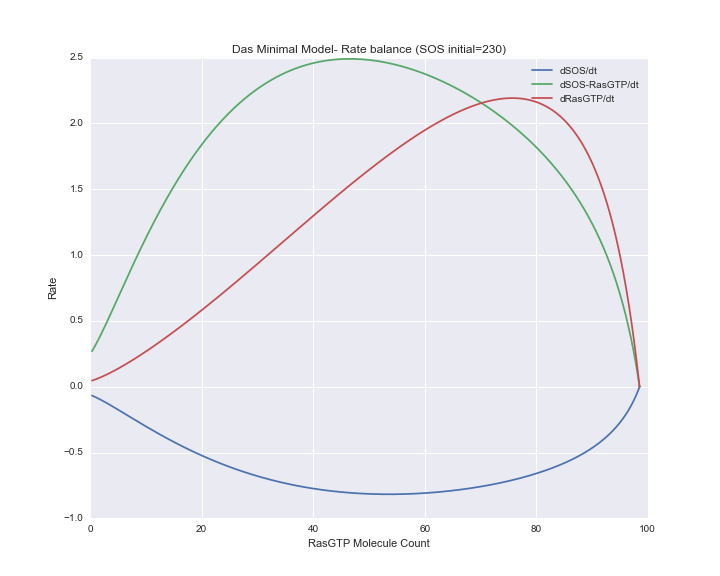 Das Minimal Model- Rate balance (SOS initial=230)
dSOS/dt
dSOS-RasGTP/dt
dRasGTP/dt
2.5
2.0
1.5
1.0
0.5
0.0
−0.5
−1.0
Rate
0 20 40 60 80 100
RasGTP Molecule Count